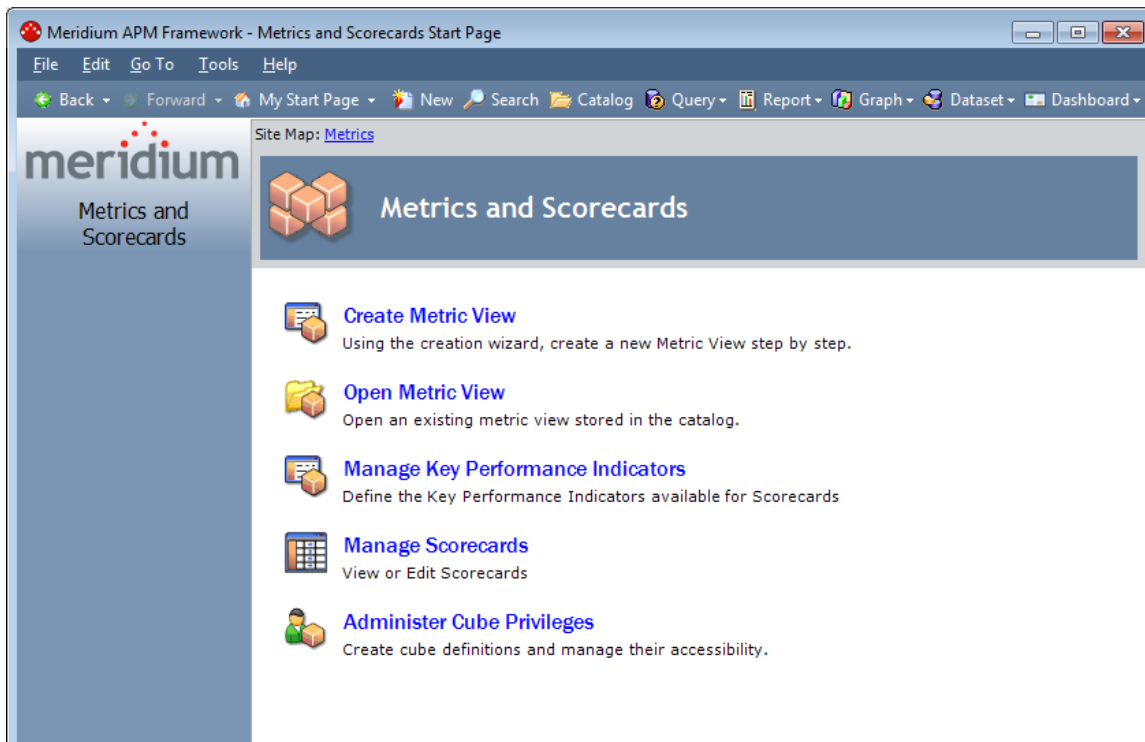 Meridium APM Framework - Metrics and Scorecards Start Page
File Edit Go To Tools Help
Back Forward My Start Page New Search Catalog Query Report Graph Dataset Dashboard
meridium
Metrics and
Scorecards
Site Map: Metrics
Metrics and Scorecards
Create Metric View
Using the creation wizard, create a new Metric View step by step.
Open Metric View
Open an existing metric view stored in the catalog.
Manage Key Performance Indicators
Define the Key Performance Indicators available for Scorecards
Manage Scorecards
View or Edit Scorecards
Administer Cube Privileges
Create cube definitions and manage their accessibility.